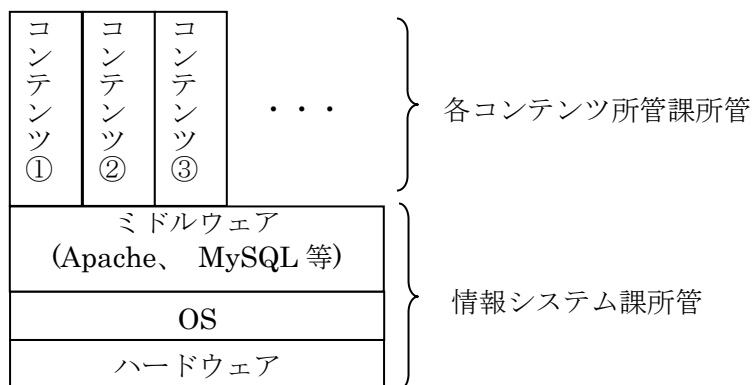 コンテンツ①
コンテンツ②
コンテンツ③
・・・
各コンテンツ所管課所管
ミドルウェア
(Apache、 MySQL 等)
OS
ハードウェア
情報システム課所管